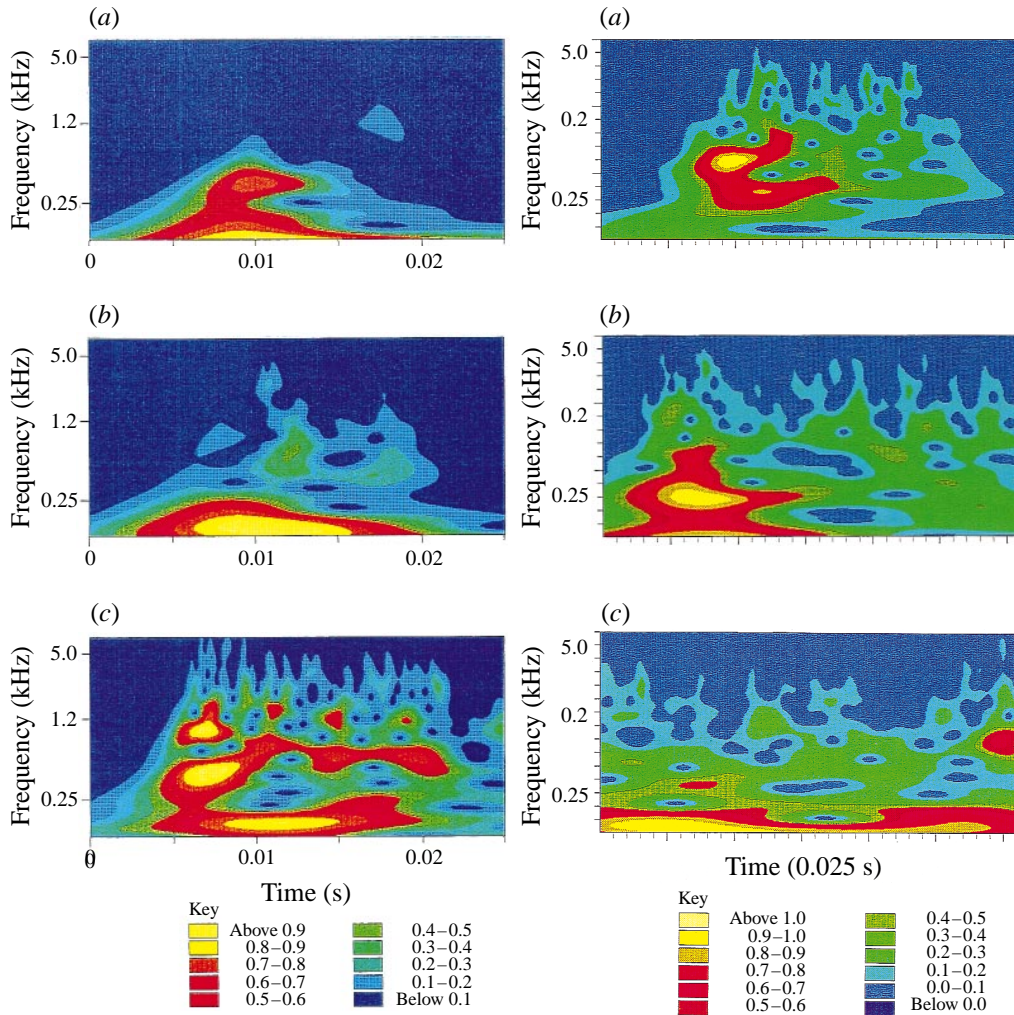 (a)
Frequency (kHz)
5.0
1.2
0.25
0
0.01
0.02
(b)
Frequency (kHz)
5.0
1.2
0.25
0
0.01
0.02
(c)
Frequency (kHz)
5.0
1.2
0.25
0
0.01
0.02
Time (s)
Key
Above 0.9
0.8–0.9
0.7–0.8
0.6–0.7
0.5–0.6
0.4–0.5
0.3–0.4
0.2–0.3
0.1–0.2
Below 0.1
(a)
Frequency (kHz)
5.0
0.2
0.25
(b)
Frequency (kHz)
5.0
0.2
0.25
(c)
Frequency (kHz)
5.0
0.2
0.25
Time (0.025 s)
Key
Above 1.0
0.9–1.0
0.8–0.9
0.7–0.8
0.6–0.7
0.5–0.6
0.4–0.5
0.3–0.4
0.2–0.3
0.1–0.2
0.0–0.1
Below 0.0